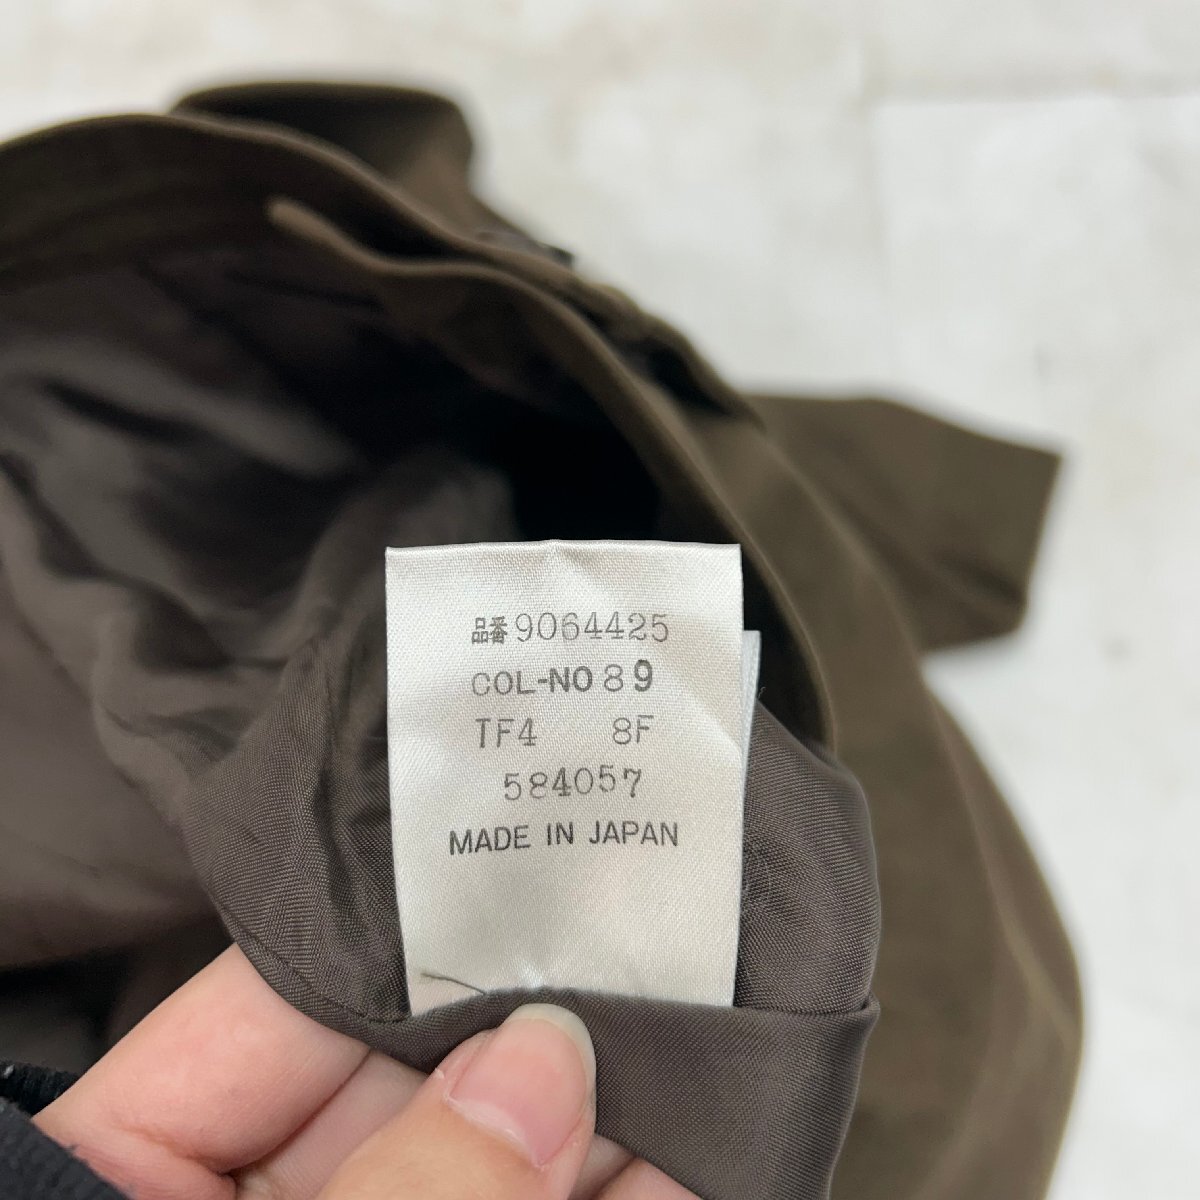 品番9064425
COL-NO 89
TF4 8F
584057
MADE IN JAPAN